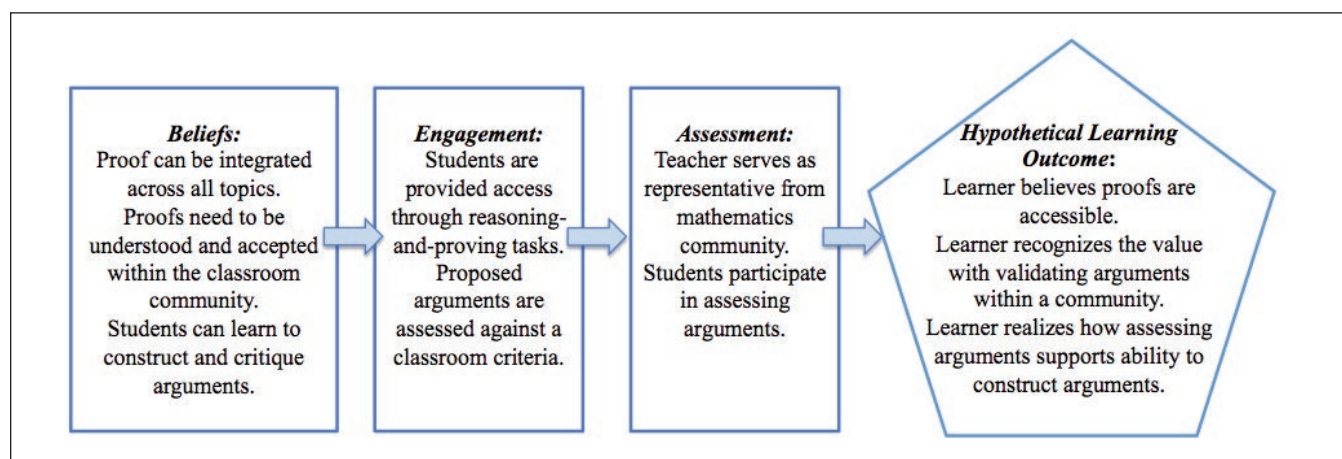 Beliefs:
Proof can be integrated
across all topics.
Proofs need to be
understood and accepted
within the classroom
community.
Students can learn to
construct and critique
arguments.
Engagement:
Students are
provided access
through reasoning-
and-proving tasks.
Proposed
arguments are
assessed against a
classroom criteria.
Assessment:
Teacher serves as
representative from
mathematics
community.
Students participate
in assessing
arguments.
Hypothetical Learning
Outcome:
Learner believes proofs are
accessible.
Learner recognizes the value
with validating arguments
within a community.
Learner realizes how assessing
arguments supports ability to
construct arguments.